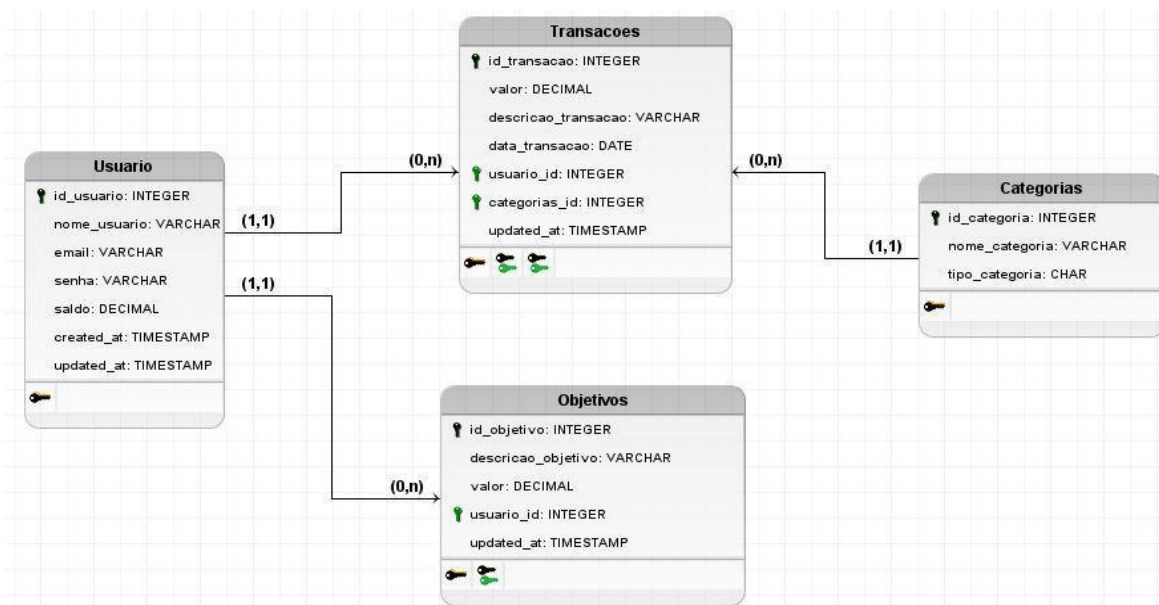 Transacoes
id_transacao: INTEGER
valor: DECIMAL
descricao_transacao: VARCHAR
data_transacao: DATE
usuario_id: INTEGER
categorias_id: INTEGER
updated_at: TIMESTAMP
Usuario
id_usuario: INTEGER
nome_usuario: VARCHAR
email: VARCHAR
senha: VARCHAR
saldo: DECIMAL
created_at: TIMESTAMP
updated_at: TIMESTAMP
(1,1)
(0,n)
(1,1)
(0,n)
(0,n)
(1,1)
Categorias
id_categoria: INTEGER
nome_categoria: VARCHAR
tipo_categoria: CHAR
Objetivos
id_objetivo: INTEGER
descricao_objetivo: VARCHAR
valor: DECIMAL
usuario_id: INTEGER
updated_at: TIMESTAMP